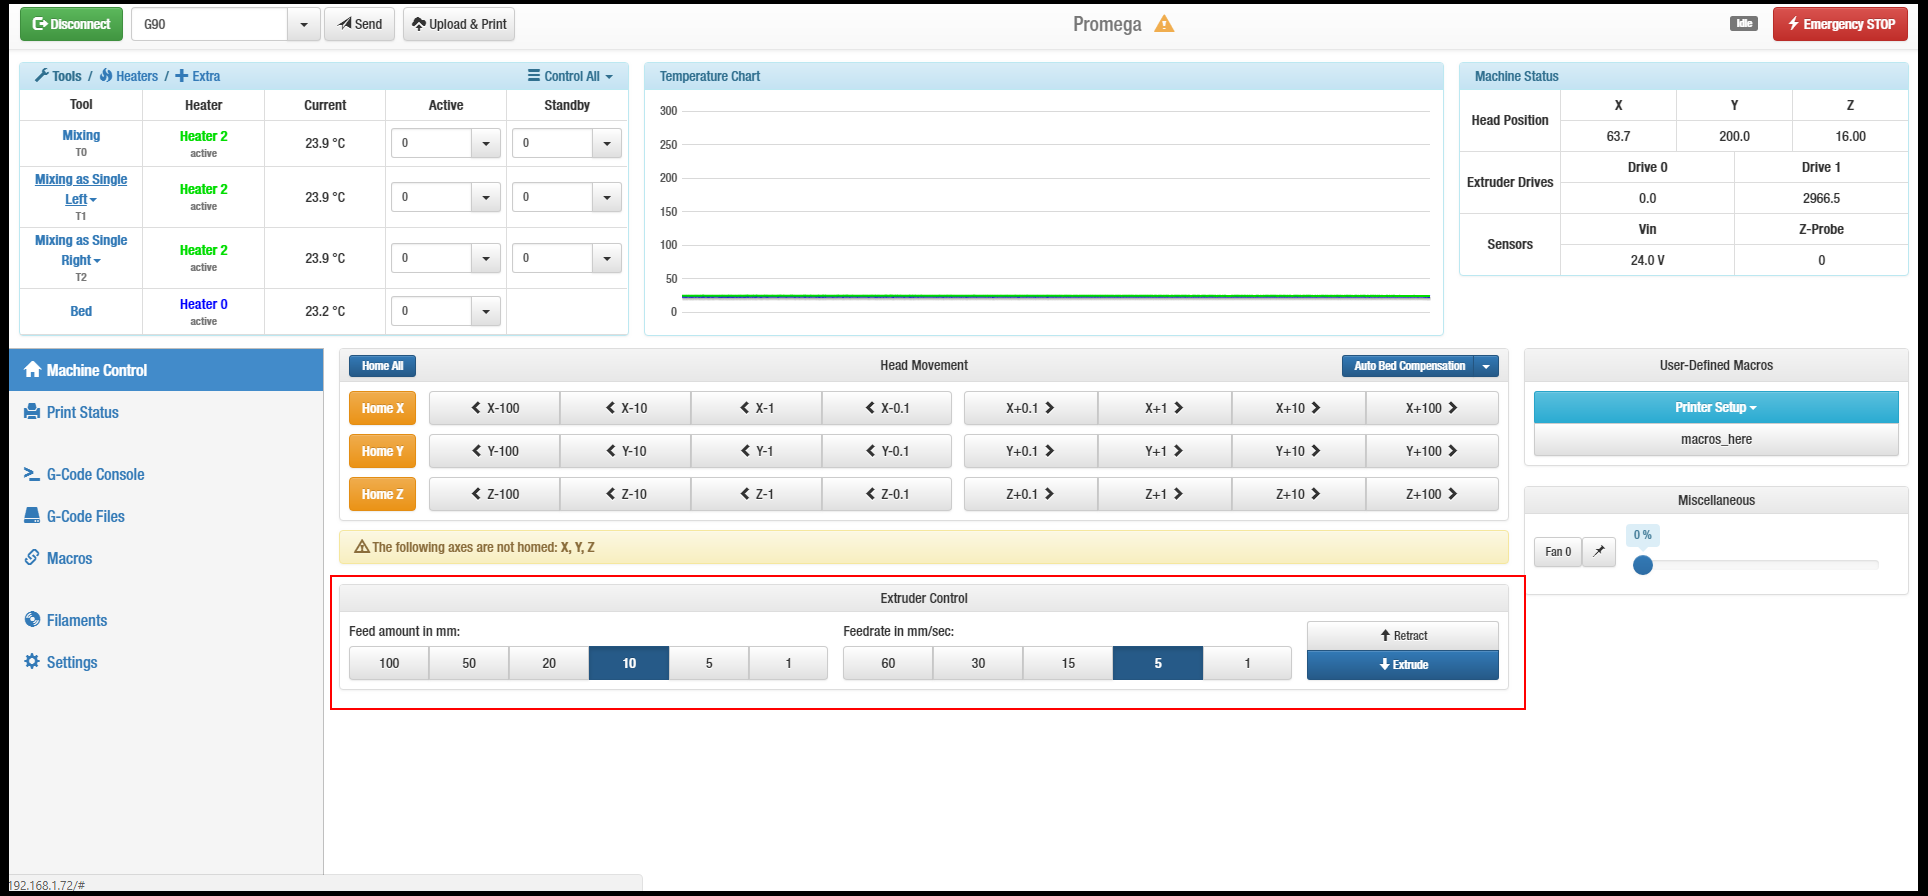 Disconnect G90 Send Upload & Print Promega Idle Emergency STOP
Tools / Heaters / Extra Control All
Tool Heater Current Active Standby
Mixing
T0 Heater 2
active 23.9 °C 0 0
Mixing as Single
Left
T1 Heater 2
active 23.9 °C 0 0
Mixing as Single
Right
T2 Heater 2
active 23.9 °C 0 0
Bed Heater 0
active 23.2 °C 0
Temperature Chart
300
250
200
150
100
50
0
Machine Status
Head Position X Y Z
63.7 200.0 16.00
Extruder Drives Drive 0 Drive 1
0.0 2966.5
Sensors Vin Z-Probe
24.0 V 0
Machine Control
Print Status
G-Code Console
G-Code Files
Macros
Filaments
Settings
Home All Head Movement Auto Bed Compensation
Home X X-100 X-10 X-1 X-0.1 X+0.1 X+1 X+10 X+100
Home Y Y-100 Y-10 Y-1 Y-0.1 Y+0.1 Y+1 Y+10 Y+100
Home Z Z-100 Z-10 Z-1 Z-0.1 Z+0.1 Z+1 Z+10 Z+100
The following axes are not homed: X, Y, Z
Extruder Control
Feed amount in mm:
100 50 20 10 5 1
Feedrate in mm/sec:
60 30 15 5 1
Retract
Extrude
User-Defined Macros
Printer Setup
macros_here
Miscellaneous
Fan 0 0 %
192.168.1.72/#